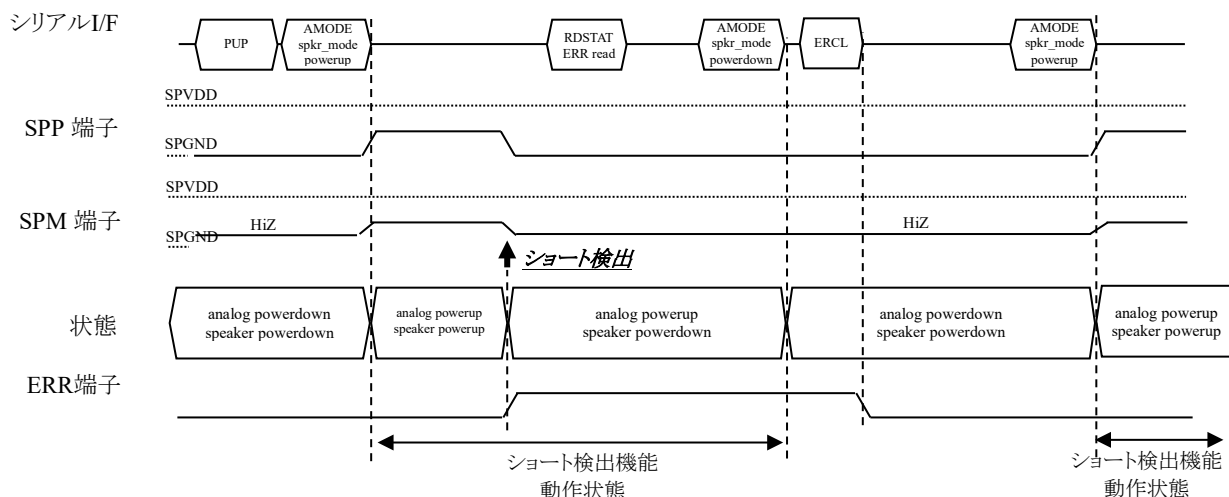 シリアルI/F
PUP
AMODE
spkr_mode
powerup
RDSTAT
ERR read
AMODE
spkr_mode
powerdown
ERCL
AMODE
spkr_mode
powerup
SPVDD
SPP 端子
SPGND
SPVDD
SPM 端子
SPGND
HiZ
HiZ
ショート検出
状態
analog powerdown
speaker powerdown
analog powerup
speaker powerup
analog powerup
speaker powerdown
analog powerdown
speaker powerdown
analog powerup
speaker powerup
ERR端子
ショート検出機能
動作状態
ショート検出機能
動作状態